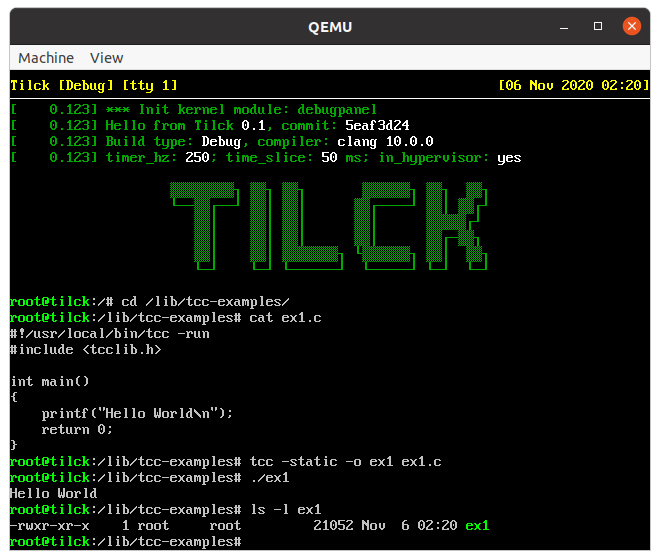 QEMU
Machine View
Tilck [Debug] [tty 1] [06 Nov 2020 02:20]
[    0.123] *** Init kernel module: debugpanel
[    0.123] Hello from Tilck 0.1, commit: 5eaf3d24
[    0.123] Build type: Debug, compiler: clang 10.0.0
[    0.123] timer_hz: 250; time_slice: 50 ms; in_hypervisor: yes
TILCK
root@tilck:/# cd /lib/tcc-examples/
root@tilck:/lib/tcc-examples# cat ex1.c
#!/usr/local/bin/tcc -run
#include <tcclib.h>
int main()
{
    printf("Hello World\n");
    return 0;
}
root@tilck:/lib/tcc-examples# tcc -static -o ex1 ex1.c
root@tilck:/lib/tcc-examples# ./ex1
Hello World
root@tilck:/lib/tcc-examples# ls -l ex1
-rwxr-xr-x    1 root     root         21052 Nov  6 02:20 ex1
root@tilck:/lib/tcc-examples#